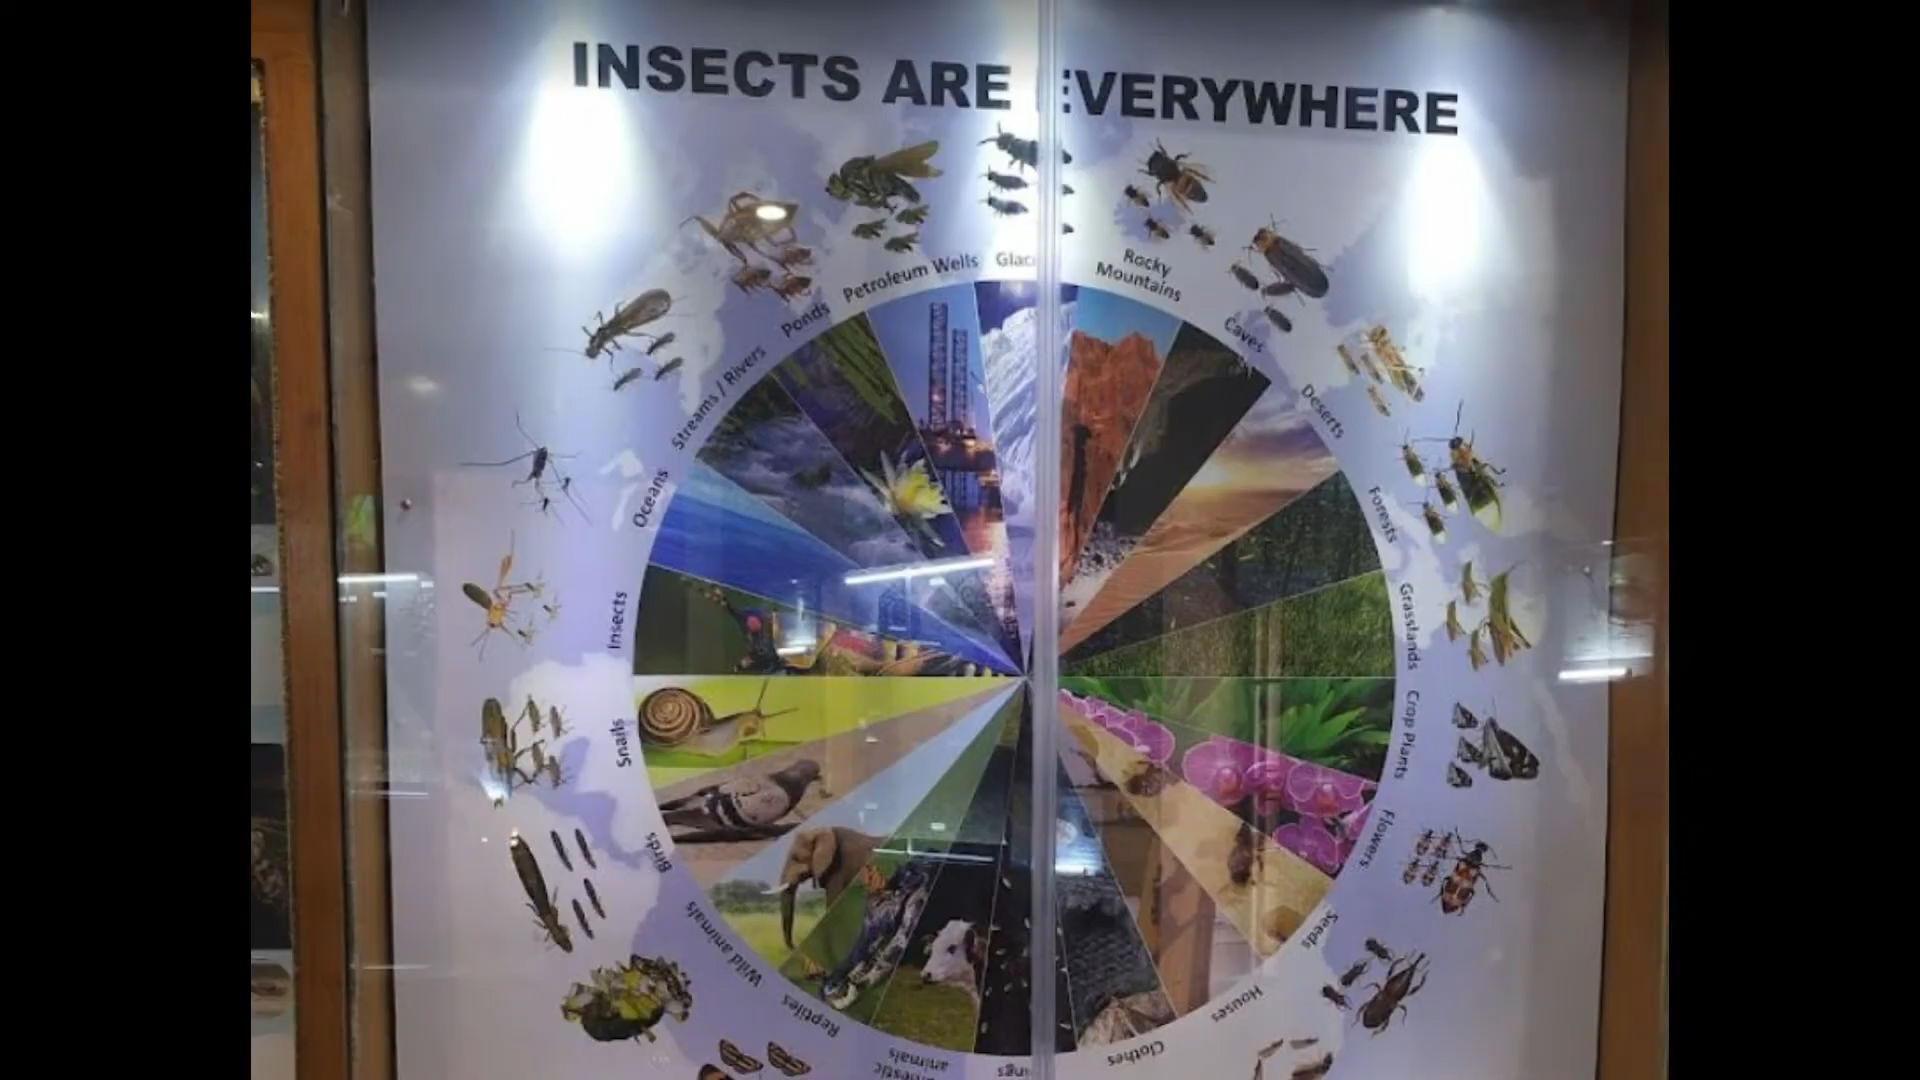 INSECTS ARE EVERYWHERE
Rocky
Mountains
Caves
Deserts
Forests
Grasslands
Crop Plants
Flowers
Seeds
Houses
Clothes
animals
Reptiles
Wild animals
Birds
Snails
Insects
Oceans
Streams / Rivers
Ponds
Petroleum Wells